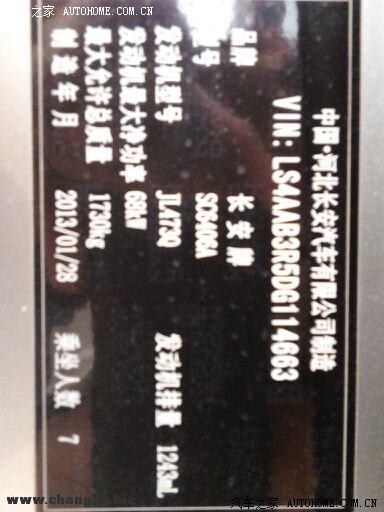 中国·河北长安汽车有限公司制造
VIN: LS4AAB3R5DG114663
品牌 长安牌
型号 SC6406A
发动机型号 JL473Q 发动机排量 1243mL
发动机最大净功率 68kW
最大允许总质量 1730kg
制造年月 2013/01/28 乘坐人数 7
汽车之家 AUTOHOME.COM.CN
汽车之家 AUTOHOME.COM.CN